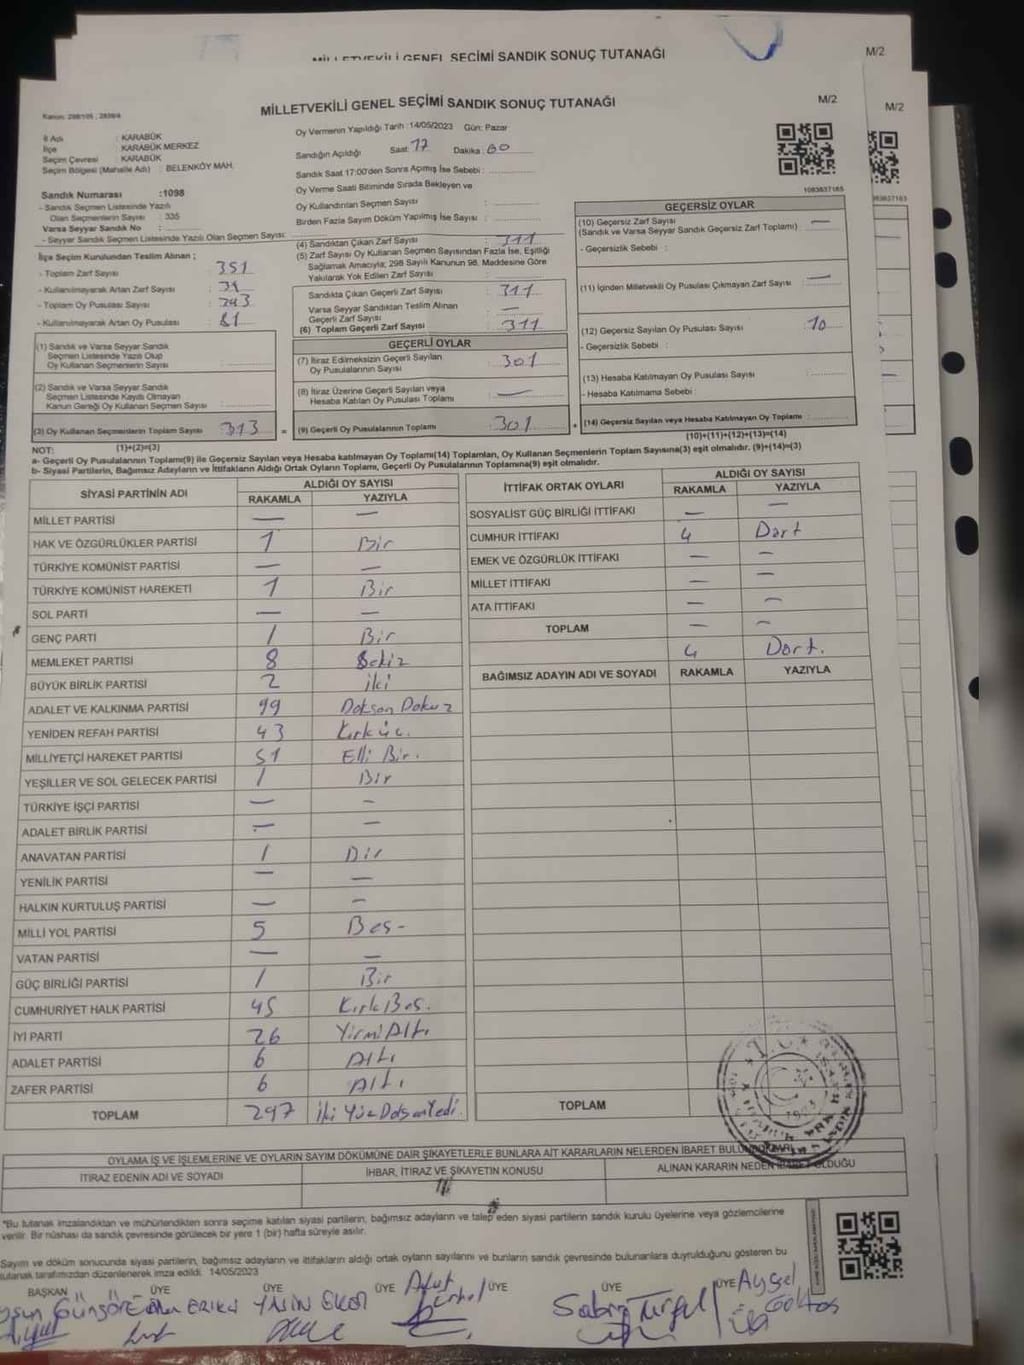 MİLLETVEKİLİ GENEL SEÇİMİ SANDIK SONUÇ TUTANAĞI
M/2
MİLLETVEKİLİ GENEL SEÇİMİ SANDIK SONUÇ TUTANAĞI
M/2
M/2
İl Adı : KARABÜK
İlçe : KARABÜK MERKEZ
Seçim Çevresi : KARABÜK
Seçim Bölgesi (Mahalle Adı) : BELENKÖY MAH.
Oy Vermenin Yapıldığı Tarih :14/05/2023 Gün: Pazar
Sandığın Açıldığı Saat: 17 Dakika: 60
Sandık Saat 17:00'den Sonra Açılmış İse Sebebi :
Oy Verme Saati Bitiminde Sırada Bekleyen ve
Oy Kullandırılan Seçmen Sayısı :
Birden Fazla Sayım Döküm Yapılmış İse Sayısı :
1083837165
Sandık Numarası :1098
- Sandık Seçmen Listesinde Yazılı
Olan Seçmenlerin Sayısı : 335
Varsa Seyyar Sandık No :
- Seyyar Sandık Seçmen Listesinde Yazılı Olan Seçmen Sayısı:
İlçe Seçim Kurulundan Teslim Alınan ;
- Toplam Zarf Sayısı : 351
- Kullanılmayarak Artan Zarf Sayısı :
- Toplam Oy Pusulası Sayısı :
- Kullanılmayarak Artan Oy Pusulası : 81
(1) Sandık ve Varsa Seyyar Sandık
Seçmen Listesinde Yazılı Olup
Oy Kullanan Seçmenlerin Sayısı :
(2) Sandık ve Varsa Seyyar Sandık
Seçmen Listesinde Kayıtlı Olmayan
Kanun Gereği Oy Kullanan Seçmen Sayısı :
(3) Oy Kullanan Seçmenlerin Toplam Sayısı : 313
(1)+(2)=(3)
(4) Sandıktan Çıkan Zarf Sayısı : 311
(5) Zarf Sayısı Oy Kullanan Seçmen Sayısından Fazla İse, Eşitliği
Sağlamak Amacıyla; 298 Sayılı Kanunun 98. Maddesine Göre
Yakılarak Yok Edilen Zarf Sayısı :
Sandıkta Çıkan Geçerli Zarf Sayısı : 311
Varsa Seyyar Sandıktan Teslim Alınan
Geçerli Zarf Sayısı : —
(6) Toplam Geçerli Zarf Sayısı : 311
GEÇERLİ OYLAR
(7) İtiraz Edilmeksizin Geçerli Sayılan
Oy Pusulalarının Sayısı : 301
(8) İtiraz Üzerine Geçerli Sayılan veya
Hesaba Katılan Oy Pusulası Toplamı : —
(9) Geçerli Oy Pusulalarının Toplamı : 301
GEÇERSİZ OYLAR
(10) Geçersiz Zarf Sayısı : —
(Sandık ve Varsa Seyyar Sandık Geçersiz Zarf Toplamı)
- Geçersizlik Sebebi :
(11) İçinden Milletvekili Oy Pusulası Çıkmayan Zarf Sayısı : —
(12) Geçersiz Sayılan Oy Pusulası Sayısı : 10
- Geçersizlik Sebebi :
(13) Hesaba Katılmayan Oy Pusulası Sayısı :
- Hesaba Katılmama Sebebi :
(14) Geçersiz Sayılan veya Hesaba Katılmayan Oy Toplamı :
(10)+(11)+(12)+(13)=(14)
NOT:
a- Geçerli Oy Pusulalarının Toplamı(9) ile Geçersiz Sayılan veya hesaba katılmayan Oy Toplamı(14) Toplamları, Oy Kullanan Seçmenlerin Toplam Sayısına(3) eşit olmalıdır. (9)+(14)=(3)
b- Siyasi Partilerin, Bağımsız Adayların ve İttifakların Aldığı Ortak Oyların Toplamı, Geçerli Oy Pusulalarının Toplamına(9) eşit olmalıdır.
SİYASİ PARTİNİN ADI ALDIĞI OY SAYISI
RAKAMLA YAZIYLA
MİLLET PARTİSİ — —
HAK VE ÖZGÜRLÜKLER PARTİSİ 1 Bir
TÜRKİYE KOMÜNİST PARTİSİ — —
TÜRKİYE KOMÜNİST HAREKETİ 1 Bir
SOL PARTİ — —
GENÇ PARTİ 1 Bir
MEMLEKET PARTİSİ 8 Sekiz
BÜYÜK BİRLİK PARTİSİ 2 iki
ADALET VE KALKINMA PARTİSİ 99 Doksan Dokuz
YENİDEN REFAH PARTİSİ 43 Kırk üç.
MİLLİYETÇİ HAREKET PARTİSİ 51 Elli Bir.
YEŞİLLER VE SOL GELECEK PARTİSİ 1 Bir
TÜRKİYE İŞÇİ PARTİSİ — —
ADALET BİRLİK PARTİSİ — —
ANAVATAN PARTİSİ 1 Bir
YENİLİK PARTİSİ — —
HALKIN KURTULUŞ PARTİSİ — —
MİLLİ YOL PARTİSİ 5 Beş-
VATAN PARTİSİ — —
GÜÇ BİRLİĞİ PARTİSİ 1 Bir
CUMHURİYET HALK PARTİSİ 45 Kırk Beş.
İYİ PARTİ 26 Yirmi Altı
ADALET PARTİSİ 6 Altı
ZAFER PARTİSİ 6 Altı
TOPLAM 297
İTTİFAK ORTAK OYLARI ALDIĞI OY SAYISI
RAKAMLA YAZIYLA
SOSYALİST GÜÇ BİRLİĞİ İTTİFAKI — —
CUMHUR İTTİFAKI 4 Dört
EMEK VE ÖZGÜRLÜK İTTİFAKI — —
MİLLET İTTİFAKI — —
ATA İTTİFAKI — —
TOPLAM — —
4 Dört.
BAĞIMSIZ ADAYIN ADI VE SOYADI RAKAMLA YAZIYLA
TOPLAM
OYLAMA İŞ VE İŞLEMLERİNE VE OYLARIN SAYIM DÖKÜMÜNE DAİR ŞİKAYETLERLE BUNLARA AİT KARARLARIN NELERDEN İBARET
İTİRAZ EDENİN ADI VE SOYADI
İHBAR, İTİRAZ VE ŞİKAYETİN KONUSU
ALINAN KARARIN NEDEN İBARET OLDUĞU
*Bu tutanak imzalandıktan ve mühürlendikten sonra seçime katılan siyasi partilerin, bağımsız adayların ve talep eden siyasi partilerin sandık kurulu üyelerine veya gözlemcilerine
verilir. Bir nüshası da sandık çevresinde görülecek bir yere 1 (bir) hafta süreyle asılır.
Sayım ve döküm sonucunda siyasi partilerin, bağımsız adayların ve ittifakların aldığı ortak oyların sayılarını ve bunların sandık çevresinde bulunanlara duyrulduğunu gösteren bu
tutanak tarafımızdan düzenlenerek imza edildi. 14/05/2023
BAŞKAN ÜYE ÜYE ÜYE ÜYE ÜYE ÜYE